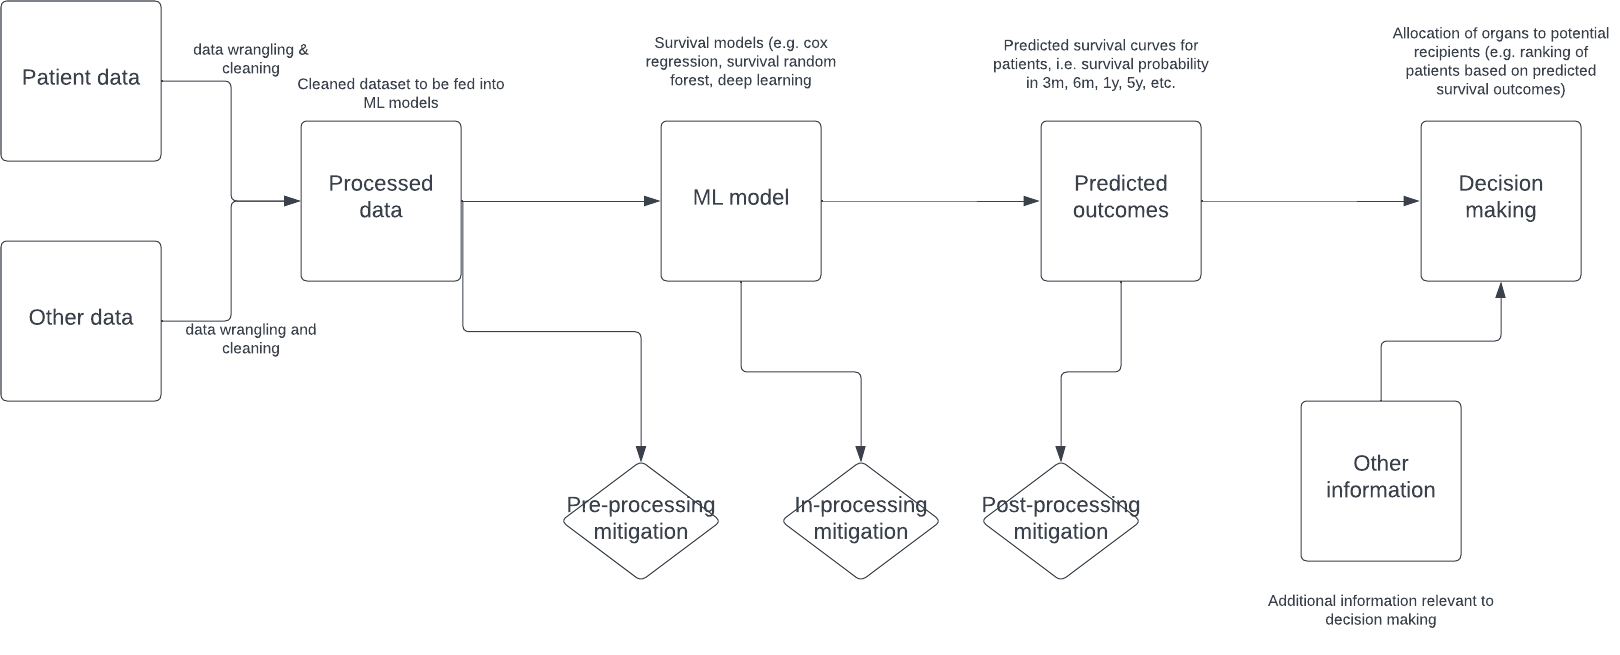 Patient data
data wrangling &
cleaning
Other data
data wrangling and
cleaning
Cleaned dataset to be fed into
ML models
Processed
data
Survival models (e.g. cox
regression, survival random
forest, deep learning
ML model
Predicted survival curves for
patients, i.e. survival probability
in 3m, 6m, 1y, 5y, etc.
Predicted
outcomes
Allocation of organs to potential
recipients (e.g. ranking of
patients based on predicted
survival outcomes)
Decision
making
Pre-processing
mitigation
In-processing
mitigation
Post-processing
mitigation
Other
information
Additional information relevant to
decision making